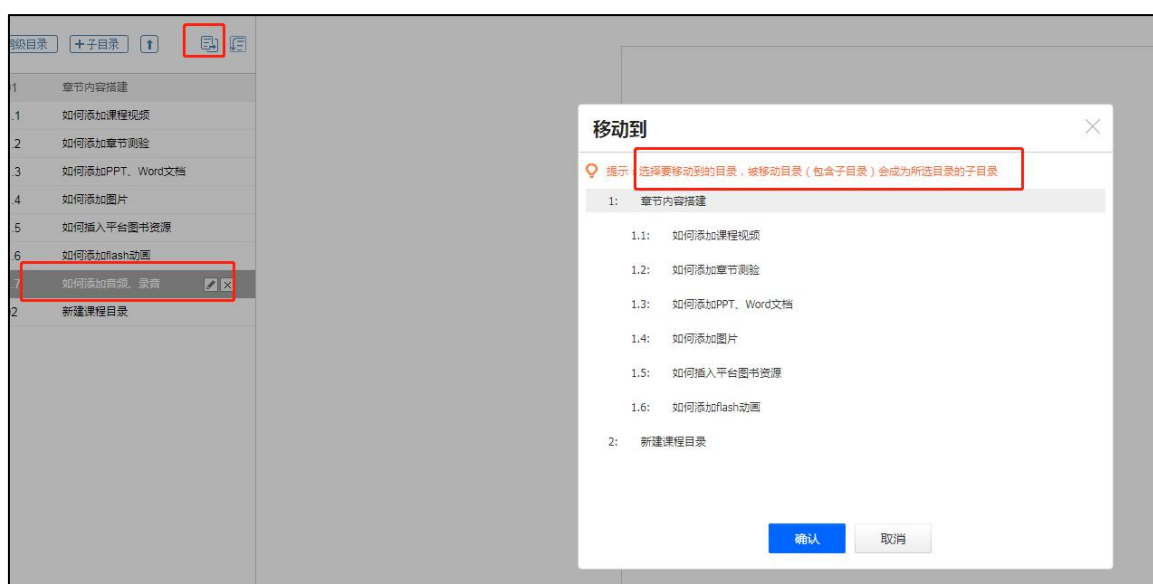 级目录 +子目录
1 章节内容搭建
.1 如何添加课程视频
.2 如何添加章节测验
.3 如何添加PPT、Word文档
.4 如何添加图片
.5 如何插入平台图书资源
.6 如何添加flash动画
.7 如何添加音频、录音
2 新建课程目录
移动到
提示：选择要移动到的目录，被移动目录（包含子目录）会成为所选目录的子目录
1: 章节内容搭建
1.1: 如何添加课程视频
1.2: 如何添加章节测验
1.3: 如何添加PPT、Word文档
1.4: 如何添加图片
1.5: 如何插入平台图书资源
1.6: 如何添加flash动画
2: 新建课程目录
确认 取消